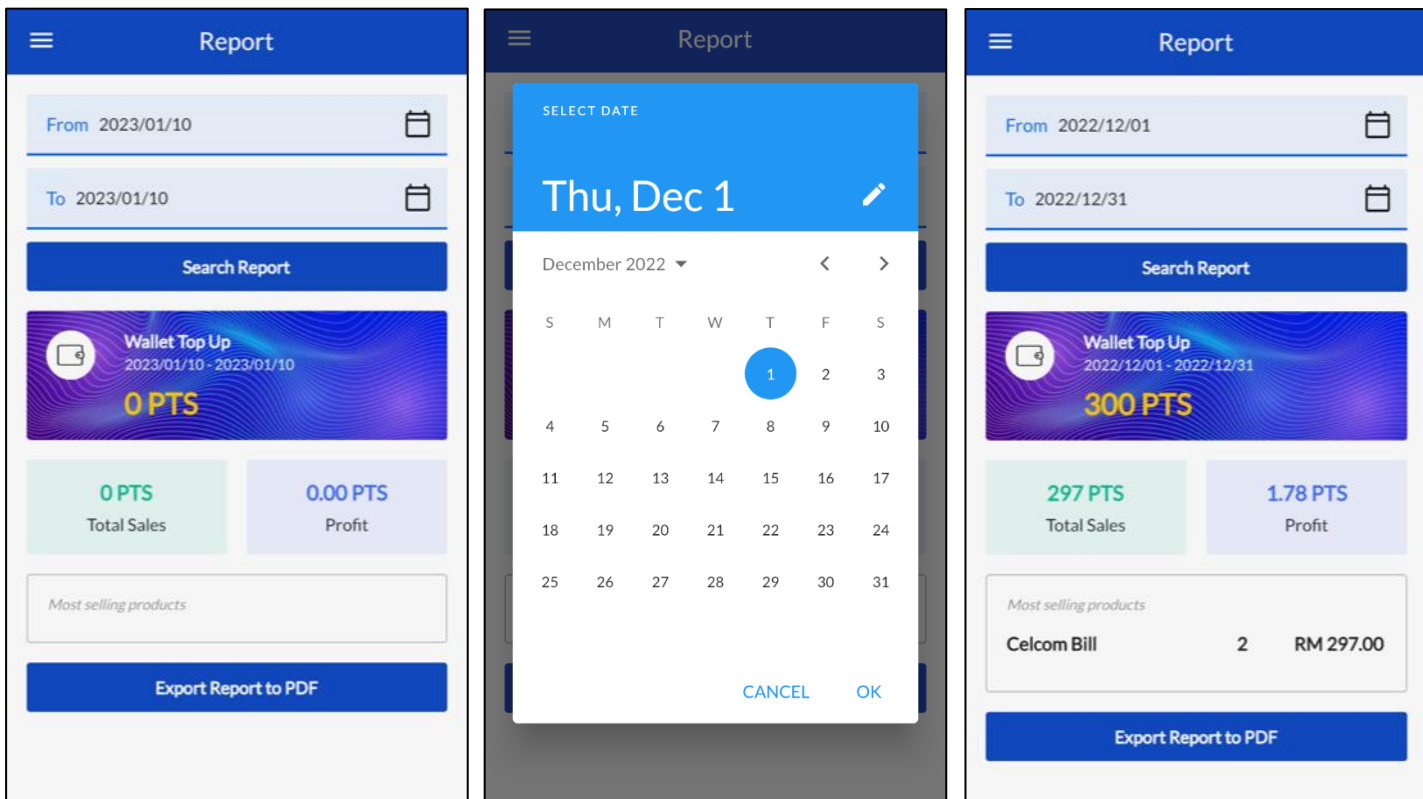 Report
From 2023/01/10
To 2023/01/10
Search Report
Wallet Top Up
2023/01/10 - 2023/01/10
0 PTS
0 PTS
Total Sales
0.00 PTS
Profit
Most selling products
Export Report to PDF
Report
SELECT DATE
Thu, Dec 1
December 2022
S M T W T F S
1 2 3
4 5 6 7 8 9 10
11 12 13 14 15 16 17
18 19 20 21 22 23 24
25 26 27 28 29 30 31
CANCEL OK
Report
From 2022/12/01
To 2022/12/31
Search Report
Wallet Top Up
2022/12/01 - 2022/12/31
300 PTS
297 PTS
Total Sales
1.78 PTS
Profit
Most selling products
Celcom Bill 2 RM 297.00
Export Report to PDF